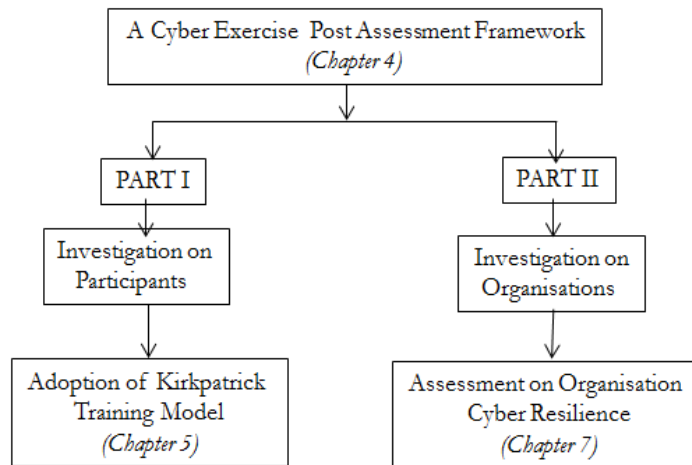 A Cyber Exercise Post Assessment Framework
(Chapter 4)
PART I
PART II
Investigation on
Participants
Investigation on
Organisations
Adoption of Kirkpatrick
Training Model
(Chapter 5)
Assessment on Organisation
Cyber Resilience
(Chapter 7)